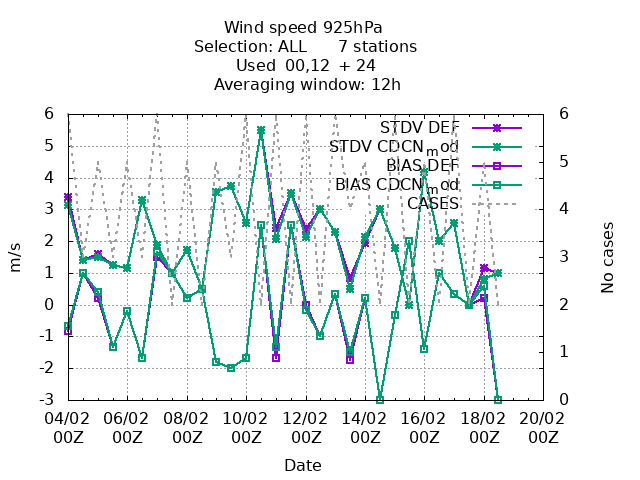 Wind speed 925hPa
Selection: ALL 7 stations
Used 00,12 + 24
Averaging window: 12h
6 6
STDV DEF
STDV CDCN_mod
5 5
BIAS DEF
4
BIAS CDCN_mod
CASES
3 4
2 3
m/s
No cases
1
0 2
-1 1
-2
-3 0
04/02 06/02 08/02 10/02 12/02 14/02 16/02 18/02 20/02
00Z 00Z 00Z 00Z 00Z 00Z 00Z 00Z 00Z
Date